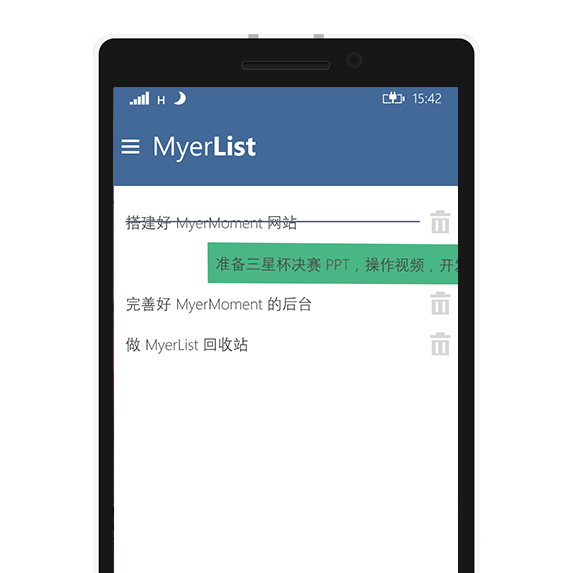 H 15:42
MyerList
搭建好 MyerMoment 网站
准备三星杯决赛 PPT，操作视频，开
完善好 MyerMoment 的后台
做 MyerList 回收站